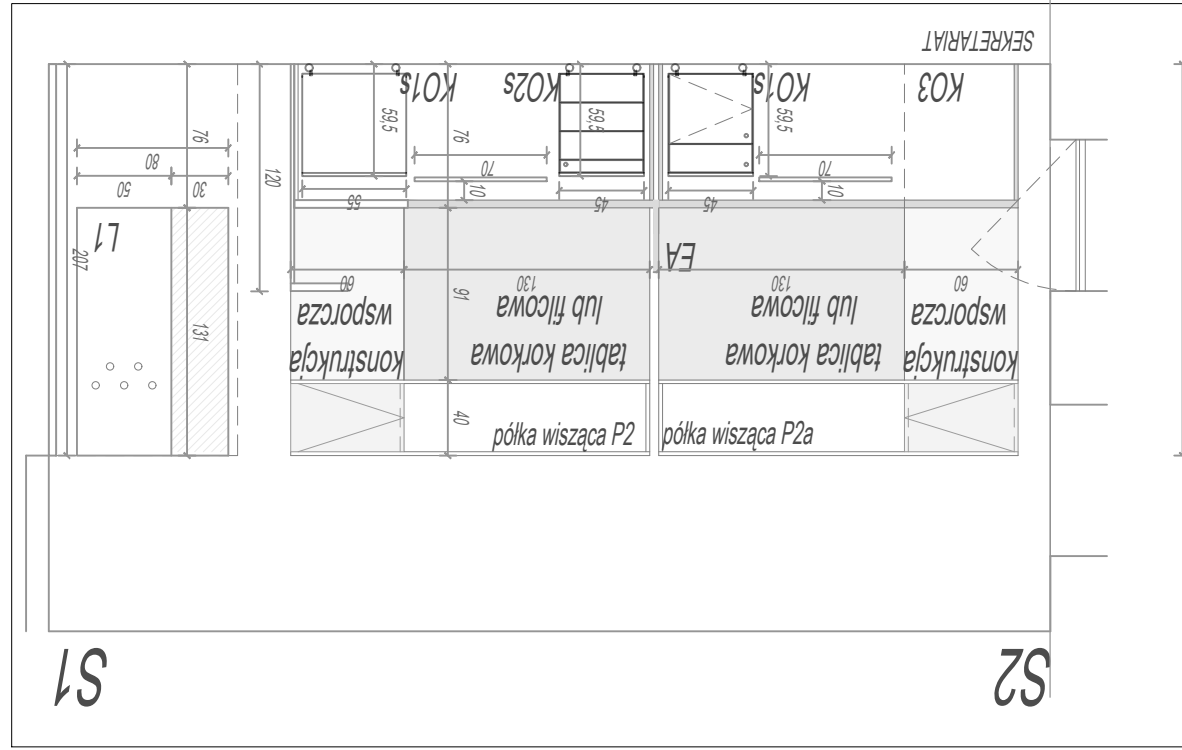 SEKRETARIAT
KO1s
KO2s
KO1s
KO3
59,5
59,5
59,5
76
76
80
50
30
120
70
70
10
10
55
45
45
L1
207
131
EA
60
130
130
60
91
konstrukcja
wsporcza
tablica korkowa
lub filcowa
tablica korkowa
lub filcowa
konstrukcja
wsporcza
40
półka wisząca P2
półka wisząca P2a
S1
S2